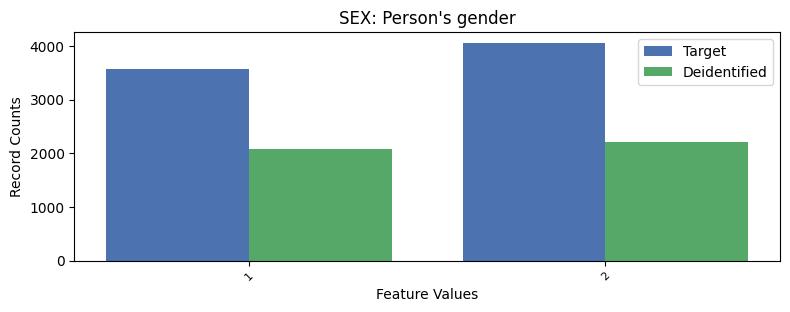 SEX: Person's gender
Target
Deidentified
Record Counts
4000
3000
2000
1000
0
1
2
Feature Values